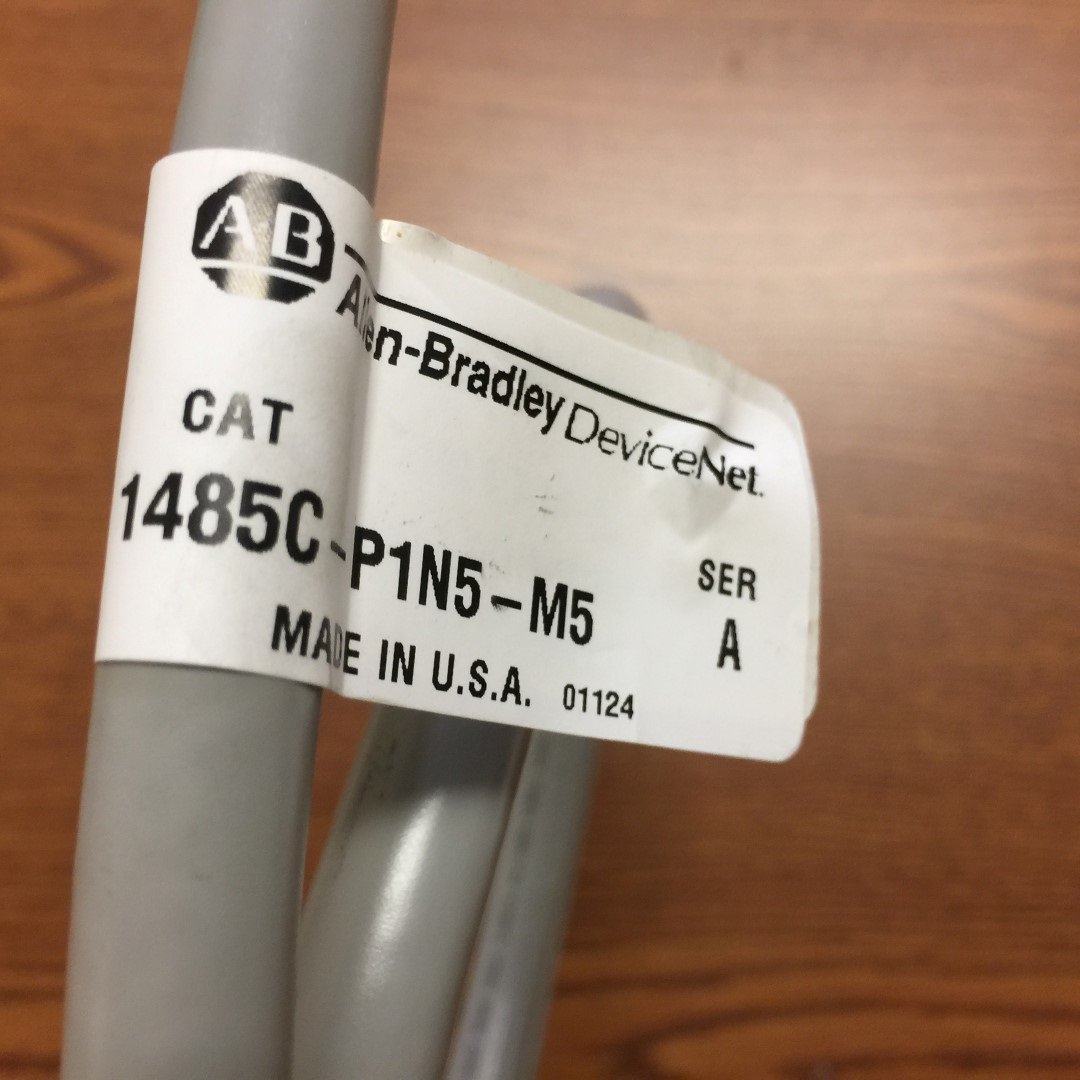 AB
Allen-Bradley DeviceNet.
CAT
1485C-P1N5-M5
SER
A
MADE IN U.S.A. 01124